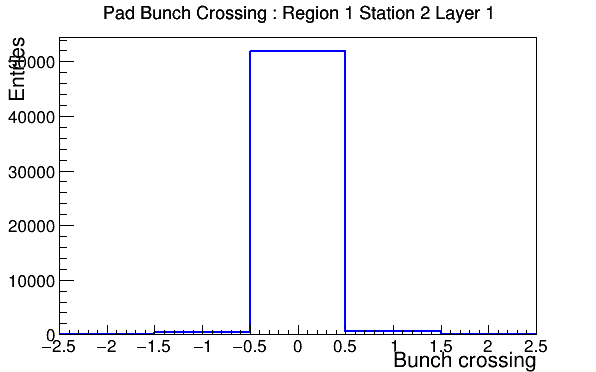 Pad Bunch Crossing : Region 1 Station 2 Layer 1
Entries
50000
40000
30000
20000
10000
0
−2.5 −2 −1.5 −1 −0.5 0 0.5 1 1.5 2 2.5
Bunch crossing